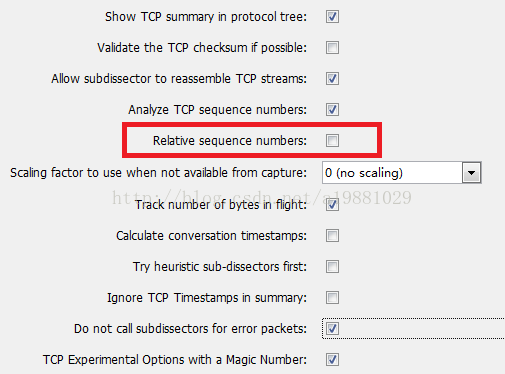 Show TCP summary in protocol tree:
Validate the TCP checksum if possible:
Allow subdissector to reassemble TCP streams:
Analyze TCP sequence numbers:
Relative sequence numbers:
Scaling factor to use when not available from capture: 0 (no scaling)
http://blog.csdn.net/a19881029
Track number of bytes in flight:
Calculate conversation timestamps:
Try heuristic sub-dissectors first:
Ignore TCP Timestamps in summary:
Do not call subdissectors for error packets:
TCP Experimental Options with a Magic Number: